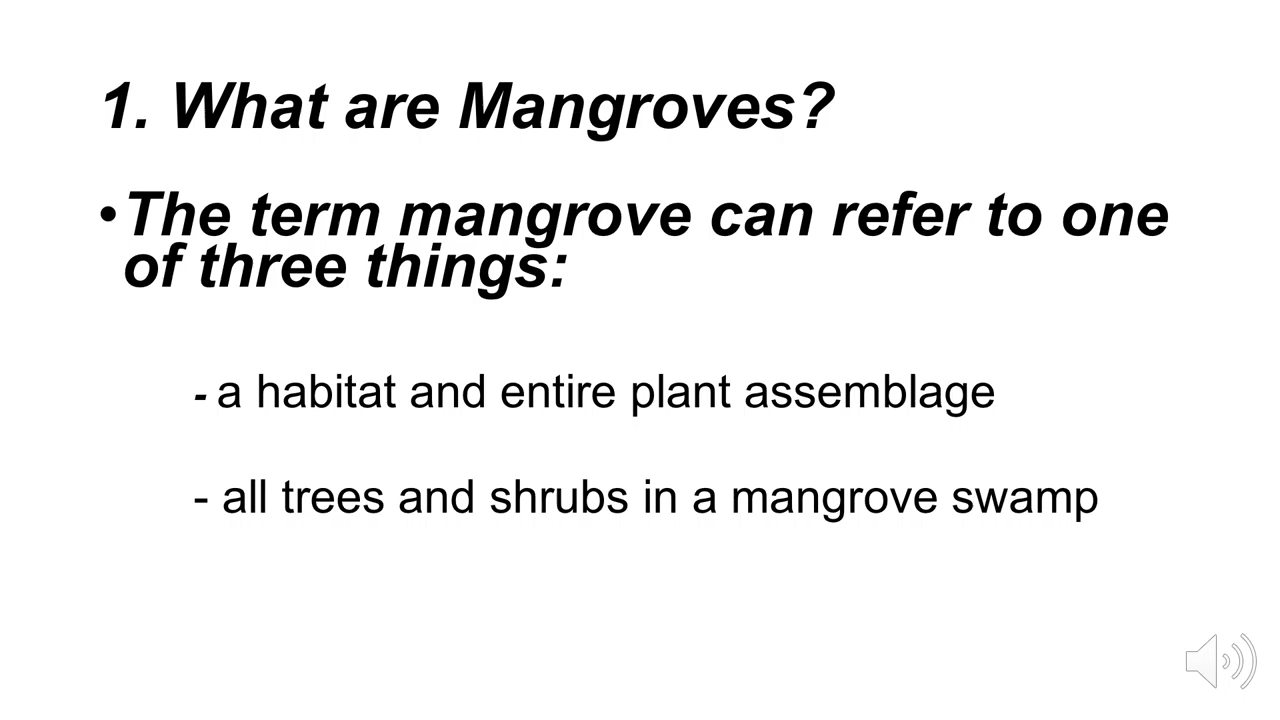 1. What are Mangroves?
•The term mangrove can refer to one
of three things:
- a habitat and entire plant assemblage
- all trees and shrubs in a mangrove swamp